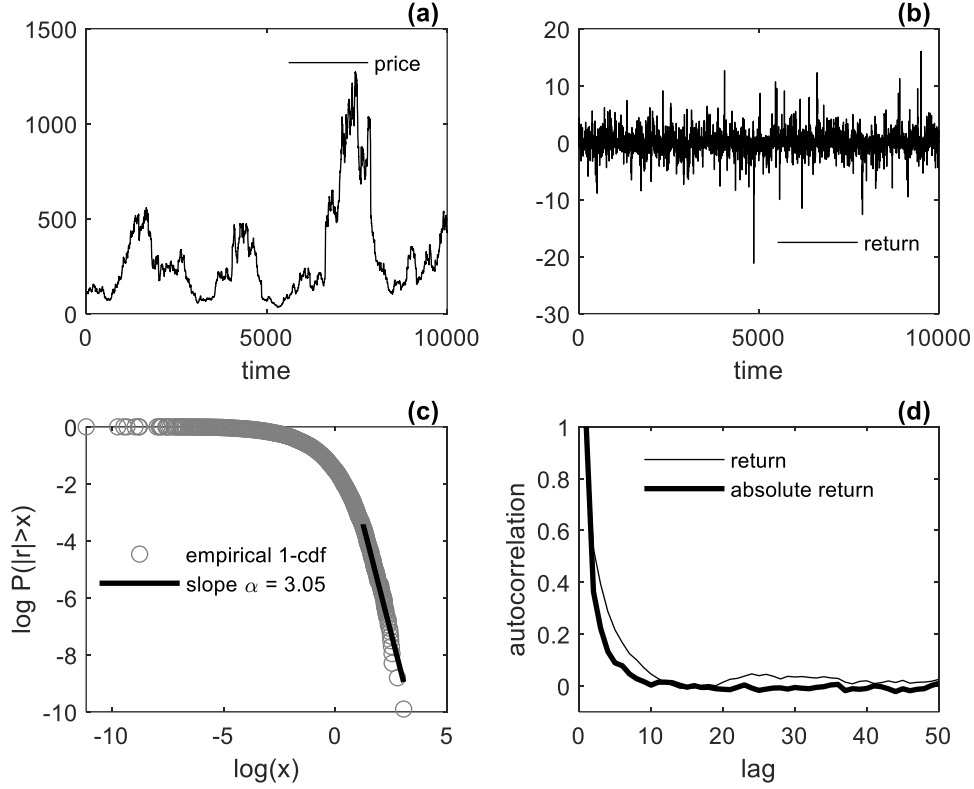 (a)
1500
1000
500
0
price
0 5000 10000
time
(b)
20
10
0
-10
-20
-30
return
0 5000 10000
time
(c)
0
-2
-4
-6
-8
-10
log P(|r|>x)
empirical 1-cdf
slope α = 3.05
-10 -5 0 5
log(x)
(d)
1
0.8
0.6
0.4
0.2
0
autocorrelation
return
absolute return
0 10 20 30 40 50
lag